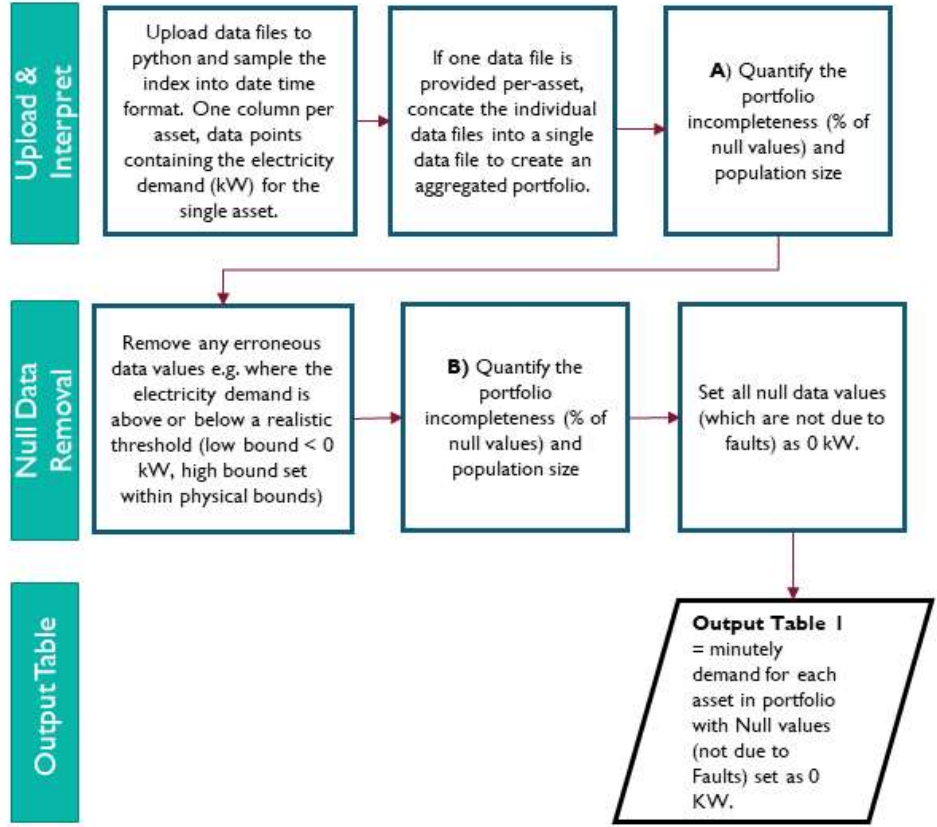 Upload &
Interpret
Upload data files to
python and sample the
index into date time
format. One column per
asset, data points
containing the electricity
demand (kW) for the
single asset.
If one data file is
provided per-asset,
concate the individual
data files into a single
data file to create an
aggregated portfolio.
A) Quantify the
portfolio
incompleteness (% of
null values) and
population size
Null Data
Removal
Remove any erroneous
data values e.g. where the
electricity demand is
above or below a realistic
threshold (low bound < 0
kW, high bound set
within physical bounds)
B) Quantify the
portfolio
incompleteness (% of
null values) and
population size
Set all null data values
(which are not due to
faults) as 0 kW.
Output Table
Output Table 1
= minutely
demand for each
asset in portfolio
with Null values
(not due to
Faults) set as 0
KW.